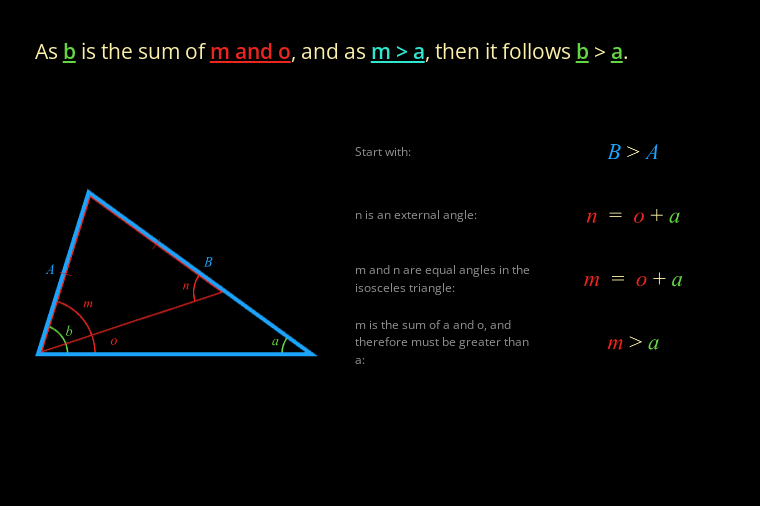 As b is the sum of m and o, and as m > a, then it follows b > a.
Start with:
B > A
n is an external angle:
n = o + a
m and n are equal angles in the
isosceles triangle:
m = o + a
m is the sum of a and o, and
therefore must be greater than
a:
m > a
A
B
n
m
b
o
a